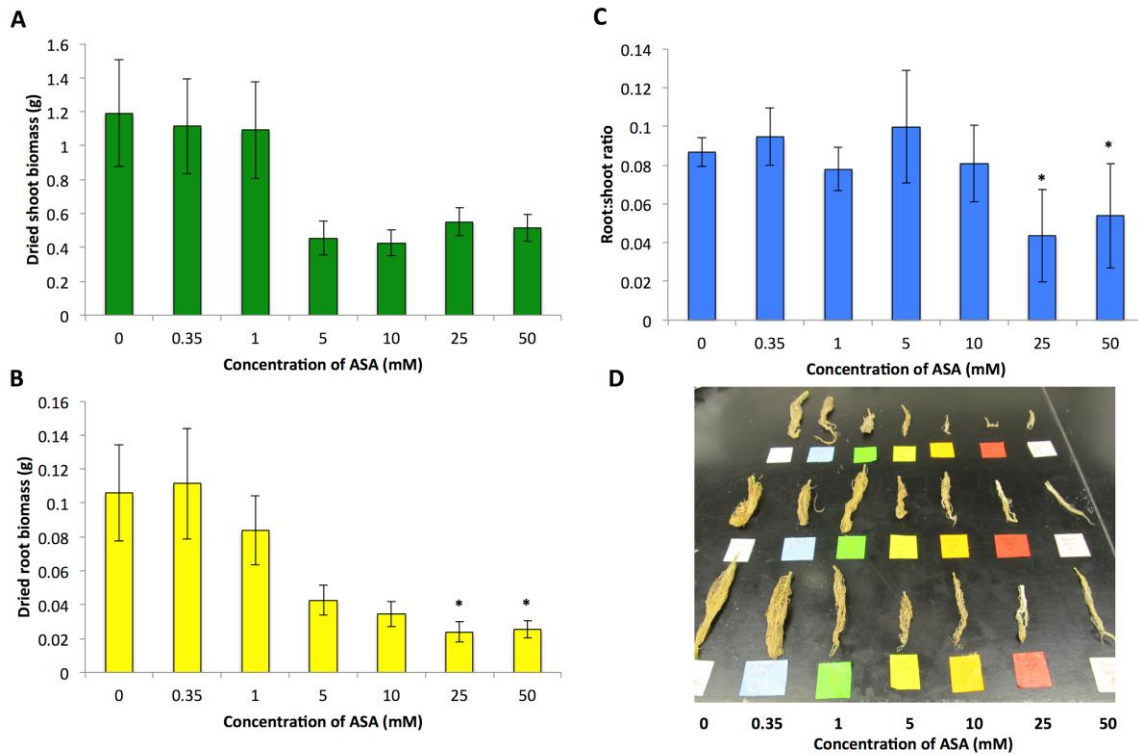 A
Dried shoot biomass (g)
1.6
1.4
1.2
1
0.8
0.6
0.4
0.2
0
0 0.35 1 5 10 25 50
Concentration of ASA (mM)
B
Dried root biomass (g)
0.16
0.14
0.12
0.1
0.08
0.06
0.04
0.02
0
* *
0 0.35 1 5 10 25 50
Concentration of ASA (mM)
C
Root:shoot ratio
0.14
0.12
0.1
0.08
0.06
0.04
0.02
0
* *
0 0.35 1 5 10 25 50
Concentration of ASA (mM)
D
0 0.35 1 5 10 25 50
Concentration of ASA (mM)